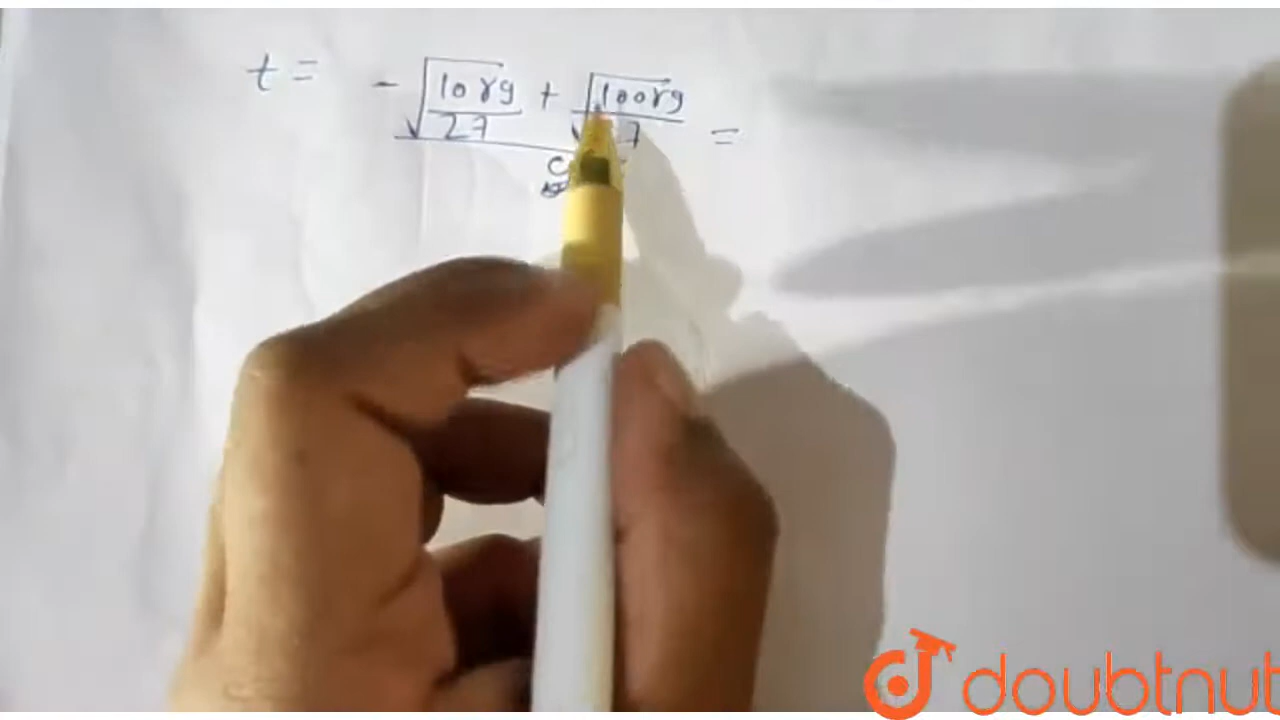 t = - √10rg + √100rg =
27 7
doubtnut